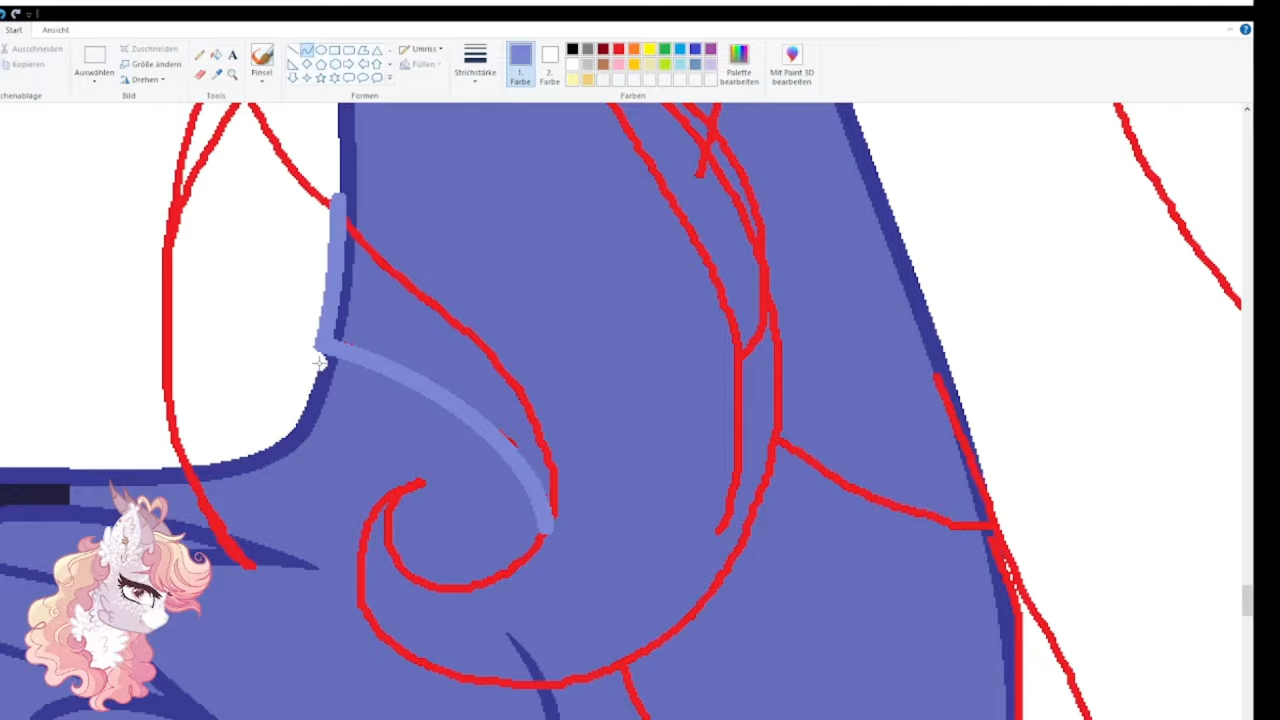 Start Ansicht
Ausschneiden
Kopieren
chenablage
Auswählen
Zuschneiden
Größe ändern
Drehen
Bild
A
Tools
Pinsel
Umriss
Füllen
Formen
Strichstärke
1.
Farbe
2.
Farbe
Palette
bearbeiten
Farben
Mit Paint 3D
bearbeiten